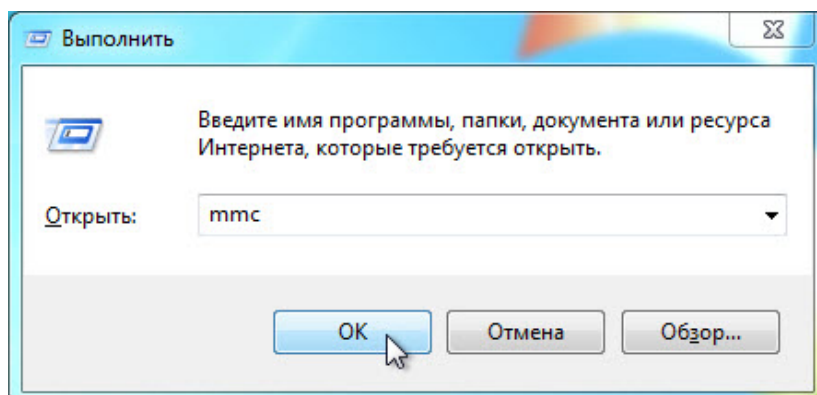 Выполнить
Введите имя программы, папки, документа или ресурса
Интернета, которые требуется открыть.
Открыть: mmc
OK Отмена Обзор...